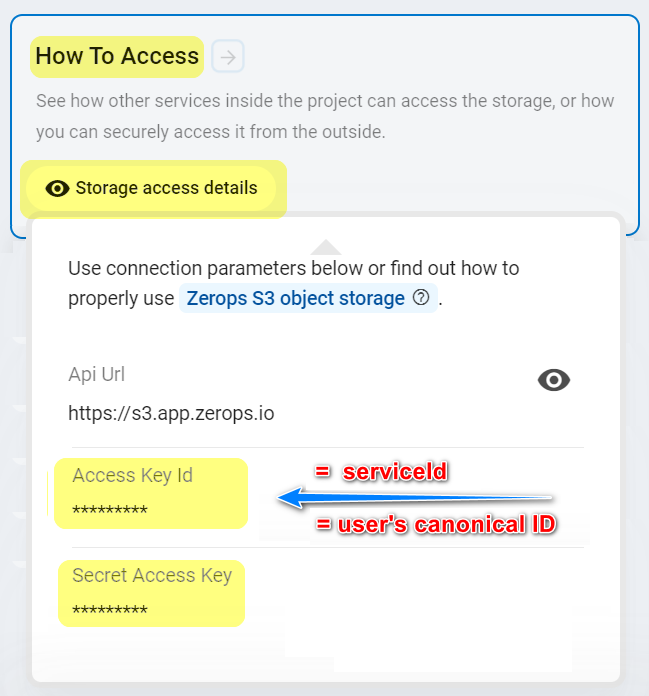 How To Access
See how other services inside the project can access the storage, or how
you can securely access it from the outside.
Storage access details
Use connection parameters below or find out how to
properly use Zerops S3 object storage ? .
Api Url
https://s3.app.zerops.io
Access Key Id
*********
= serviceId
= user's canonical ID
Secret Access Key
*********